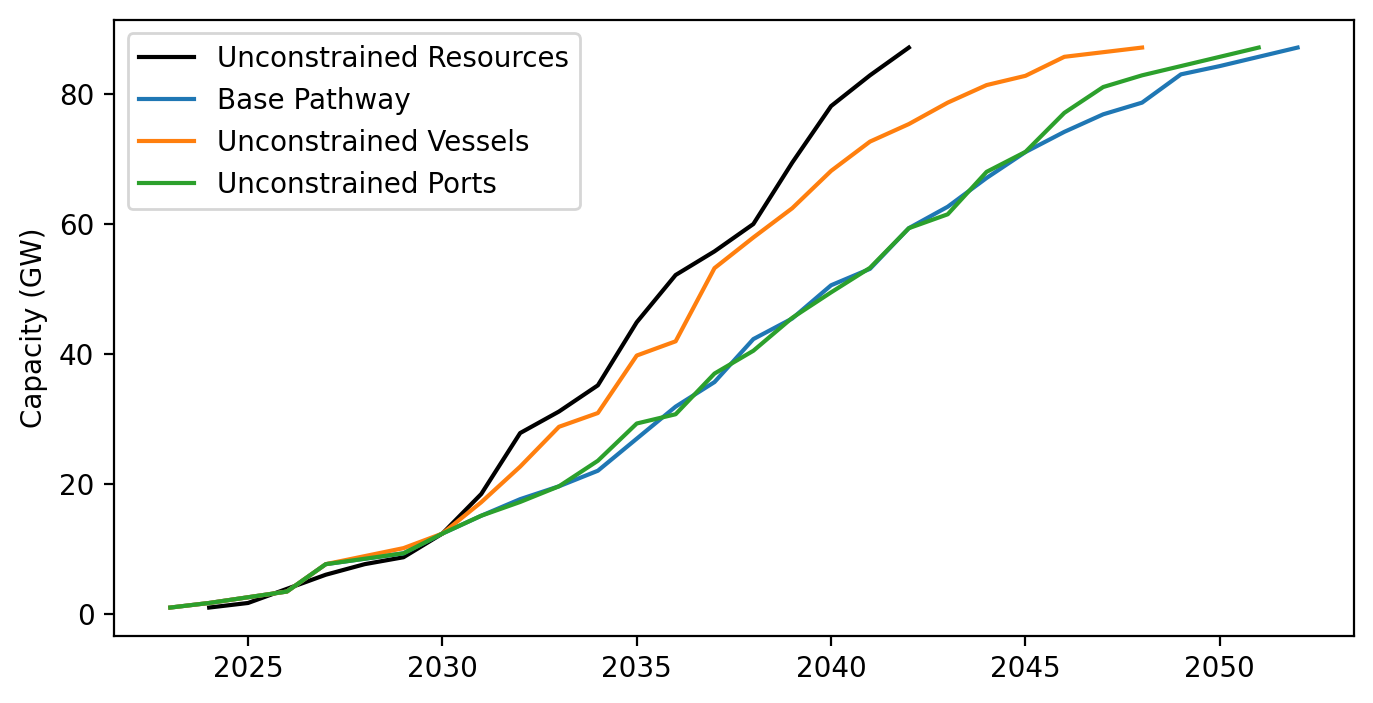 Unconstrained Resources
Base Pathway
Unconstrained Vessels
Unconstrained Ports
Capacity (GW)
80
60
40
20
0
2025 2030 2035 2040 2045 2050